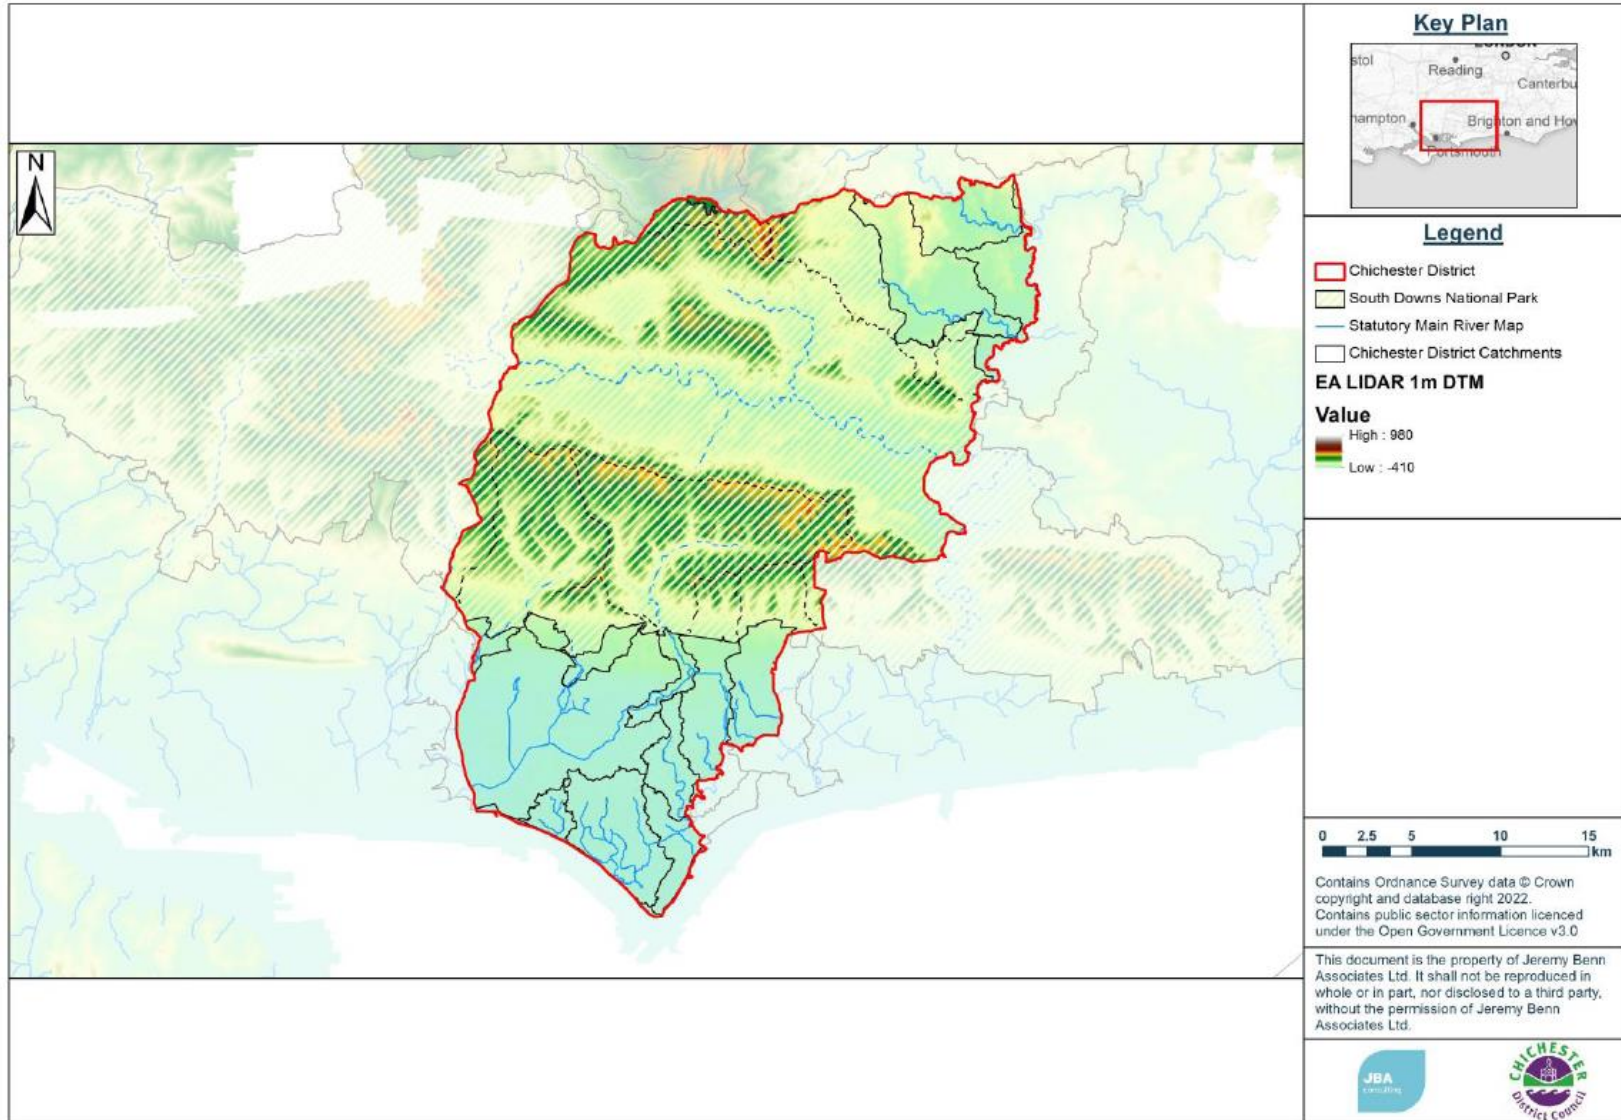 N
Key Plan
LONDON
stol
Reading
Canterbu
hampton
Brighton and Hov
Portsmouth
Legend
Chichester District
South Downs National Park
Statutory Main River Map
Chichester District Catchments
EA LIDAR 1m DTM
Value
High : 980
Low : -410
0 2.5 5 10 15
km
Contains Ordnance Survey data © Crown
copyright and database right 2022.
Contains public sector information licenced
under the Open Government Licence v3.0
This document is the property of Jeremy Benn
Associates Ltd. It shall not be reproduced in
whole or in part, nor disclosed to a third party,
without the permission of Jeremy Benn
Associates Ltd.
JBA
consulting
CHICHESTER
District Council